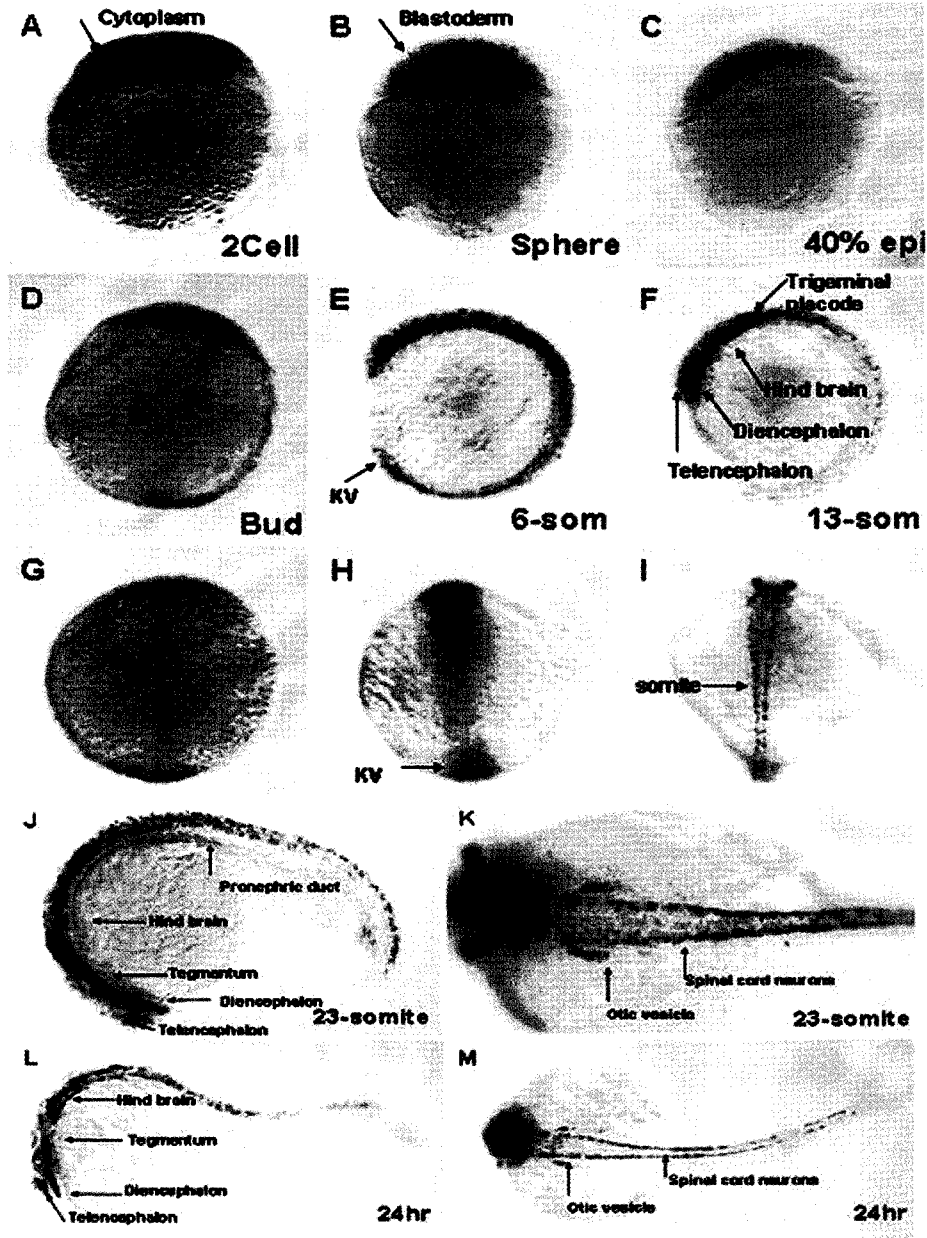 A
Cytoplasm
2Cell
B
Blastoderm
Sphere
C
40% epi
D
Bud
E
KV
6-som
F
Trigeminal
placode
Hind brain
Diencephalon
Telencephalon
13-som
G
H
KV
I
somite
J
Pronephric duct
Hind brain
Tegmentum
Diencephalon
Telencephalon
23-somite
K
Spinal cord neurons
Otic vesicle
23-somite
L
Hind brain
Tegmentum
Diencephalon
Telencephalon
24hr
M
Spinal cord neurons
Otic vesicle
24hr